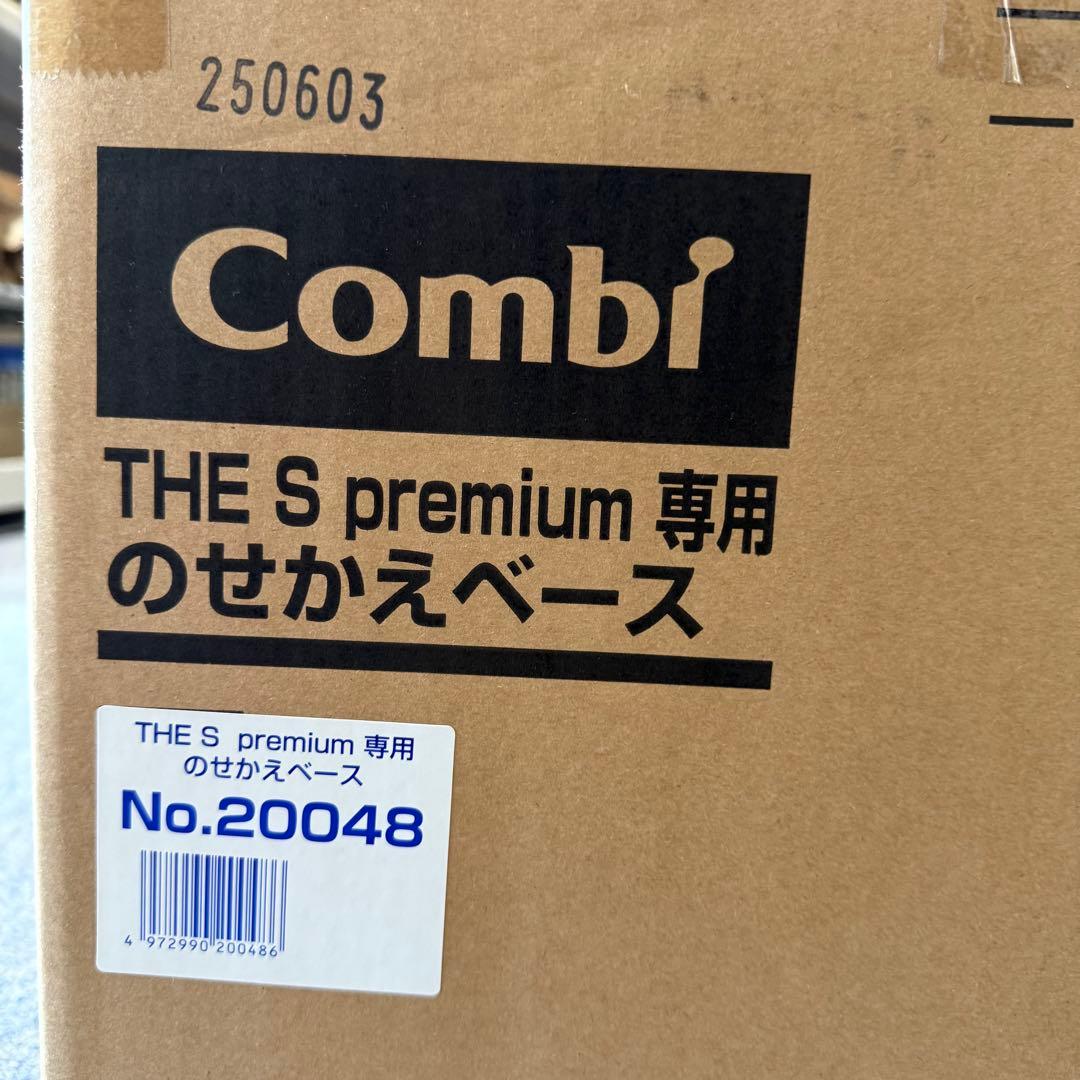 250603
Combi
THE S premium 専用
のせかえベース
THE S premium 専用
のせかえベース
No.20048
4 972990 200486